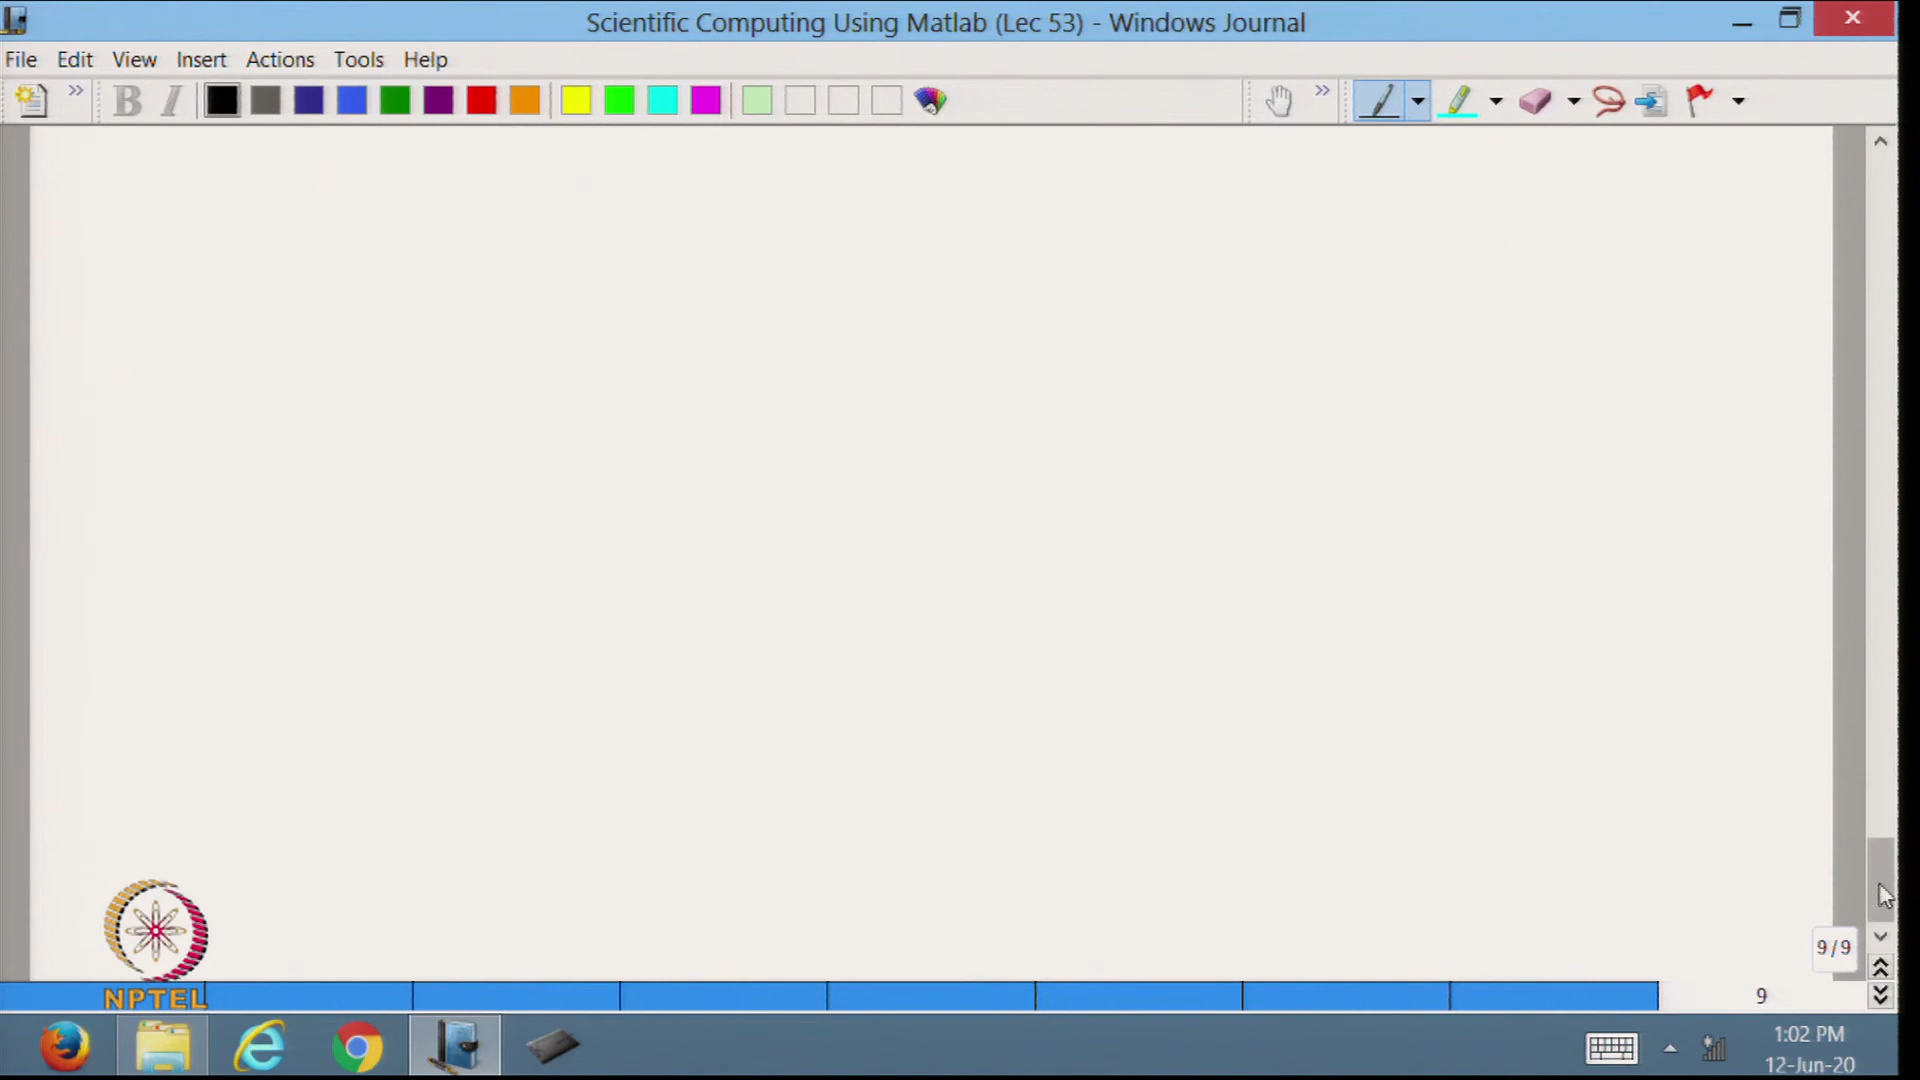 Scientific Computing Using Matlab (Lec 53) - Windows Journal
File Edit View Insert Actions Tools Help
B I
9/9
NPTEL
9
1:02 PM
12-Jun-20